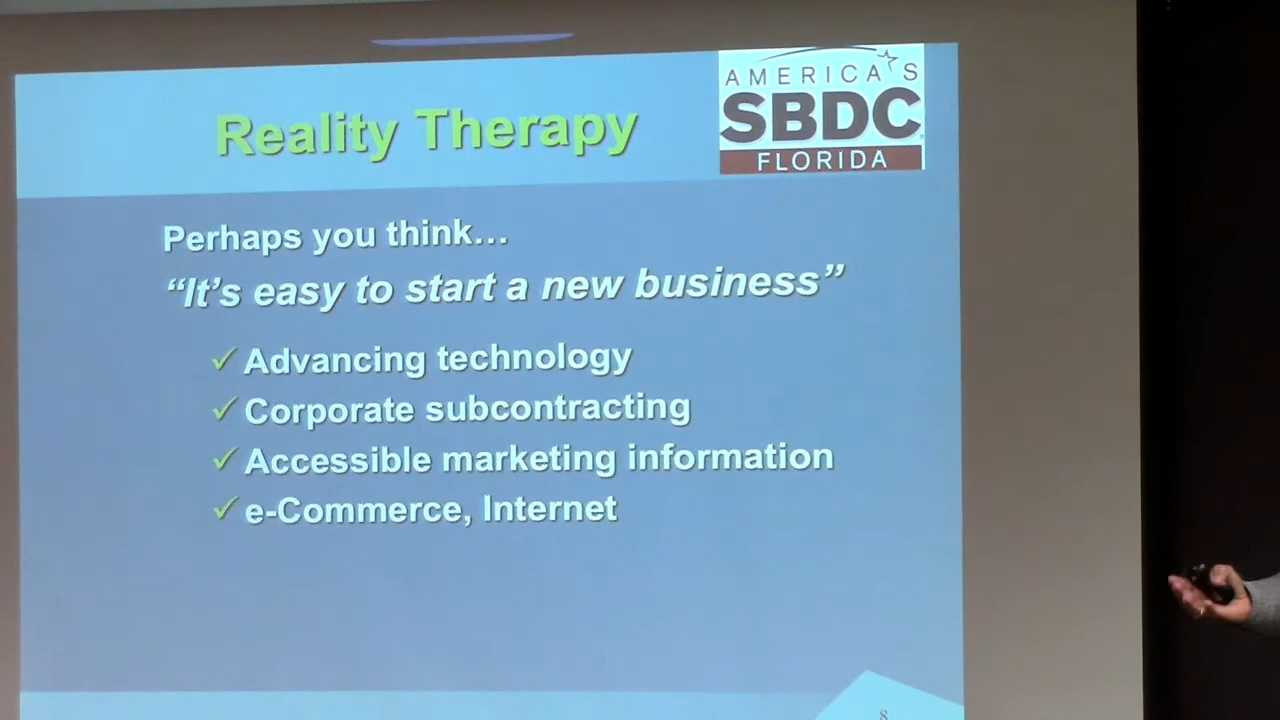 Reality Therapy
AMERICA'S
SBDC
FLORIDA
Perhaps you think…
“It’s easy to start a new business”
✓ Advancing technology
✓ Corporate subcontracting
✓ Accessible marketing information
✓ e-Commerce, Internet
8